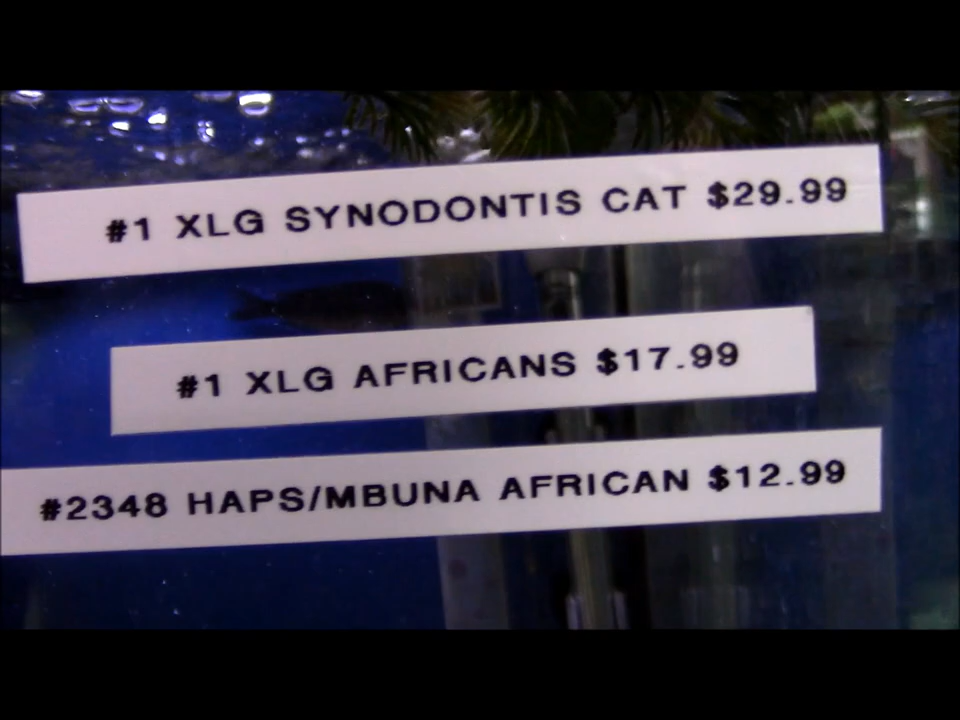 #1 XLG SYNODONTIS CAT $29.99
#1 XLG AFRICANS $17.99
#2348 HAPS/MBUNA AFRICAN $12.99